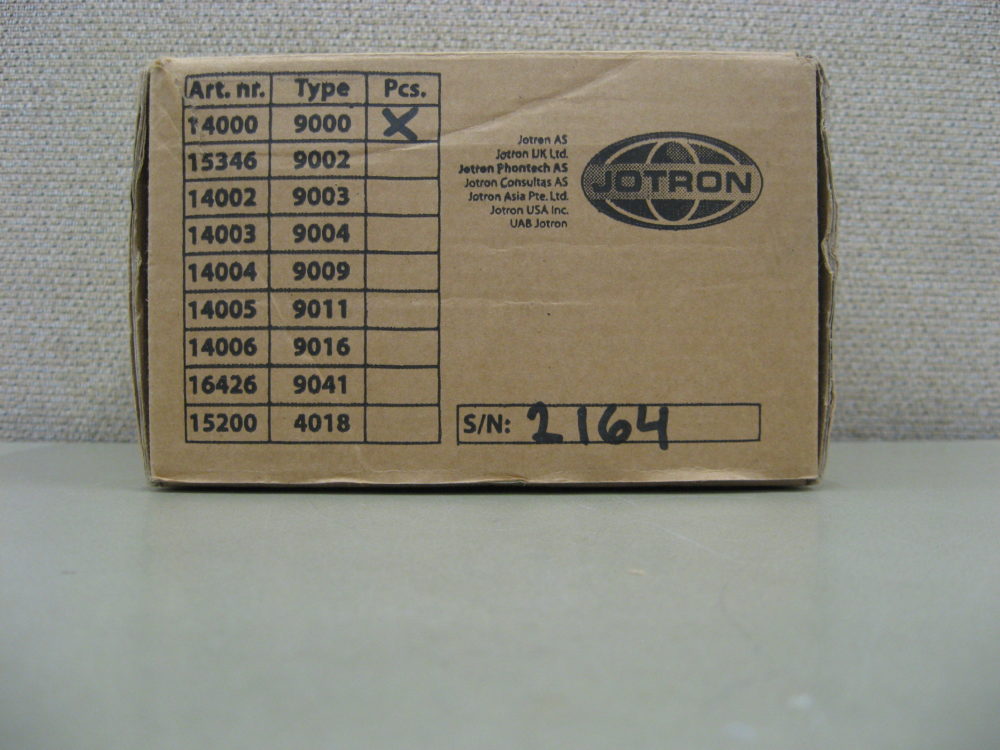 Art. nr. Type Pcs.
14000 9000 X
15346 9002
14002 9003
14003 9004
14004 9009
14005 9011
14006 9016
16426 9041
15200 4018
Jotron AS
Jotron UK Ltd.
Jotron Phontech AS
Jotron Consultas AS
Jotron Asia Pte. Ltd.
Jotron USA Inc.
UAB Jotron
JOTRON
S/N: 2164